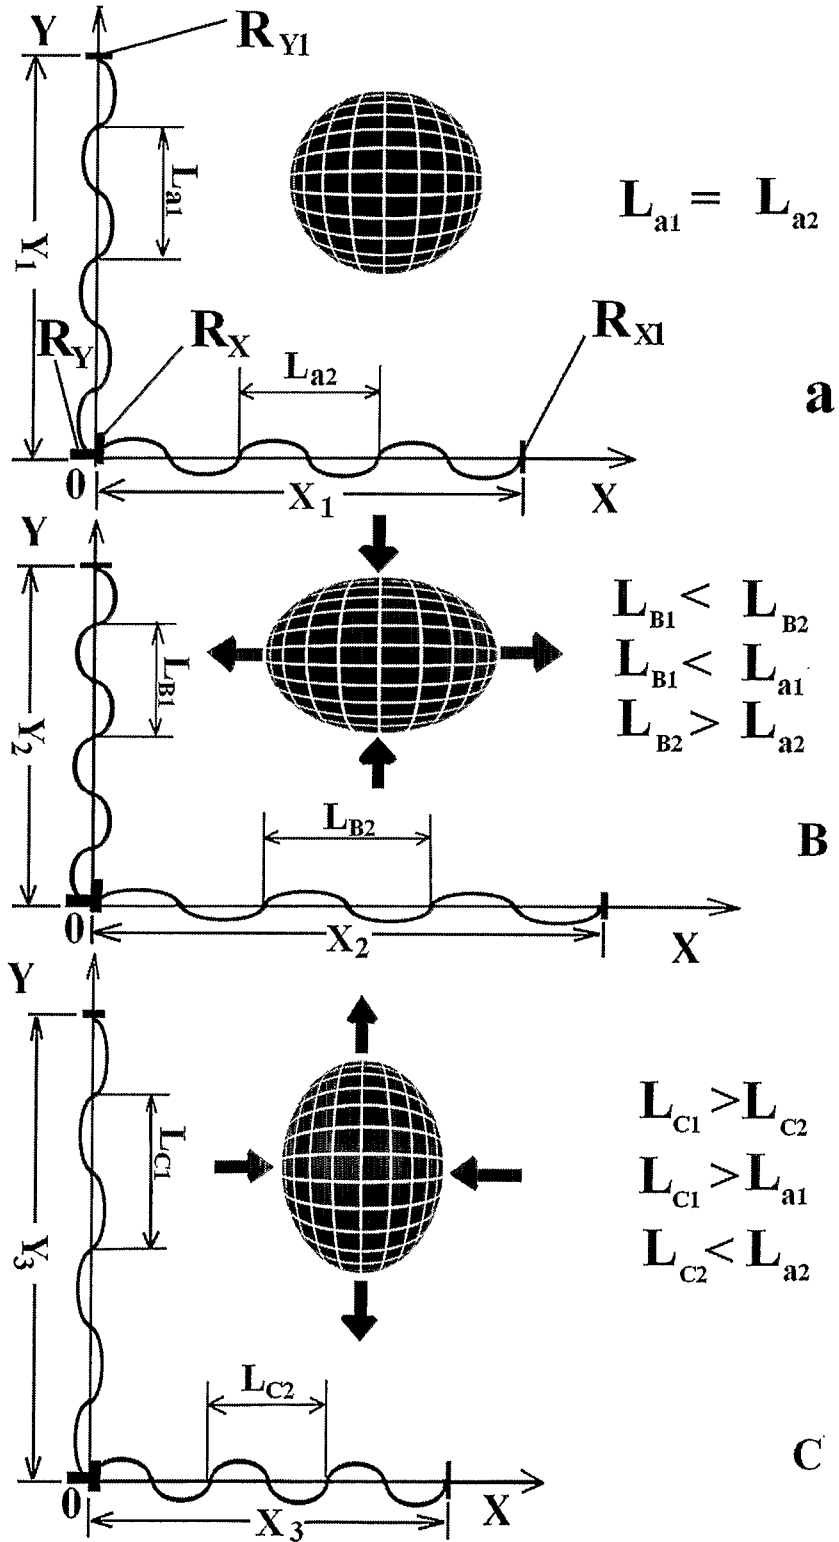 Y
R_Y1
L_a1
L_a1 = L_a2
Y_1
R_Y
R_X
R_X1
L_a2
a
0
X_1
X
Y
L_B1 < L_B2
L_B1
L_B1 < L_a1
Y_2
L_B2 > L_a2
L_B2
B
0
X_2
X
Y
L_C1 > L_C2
L_C1
L_C1 > L_a1
Y_3
L_C2 < L_a2
L_C2
C
0
X_3
X